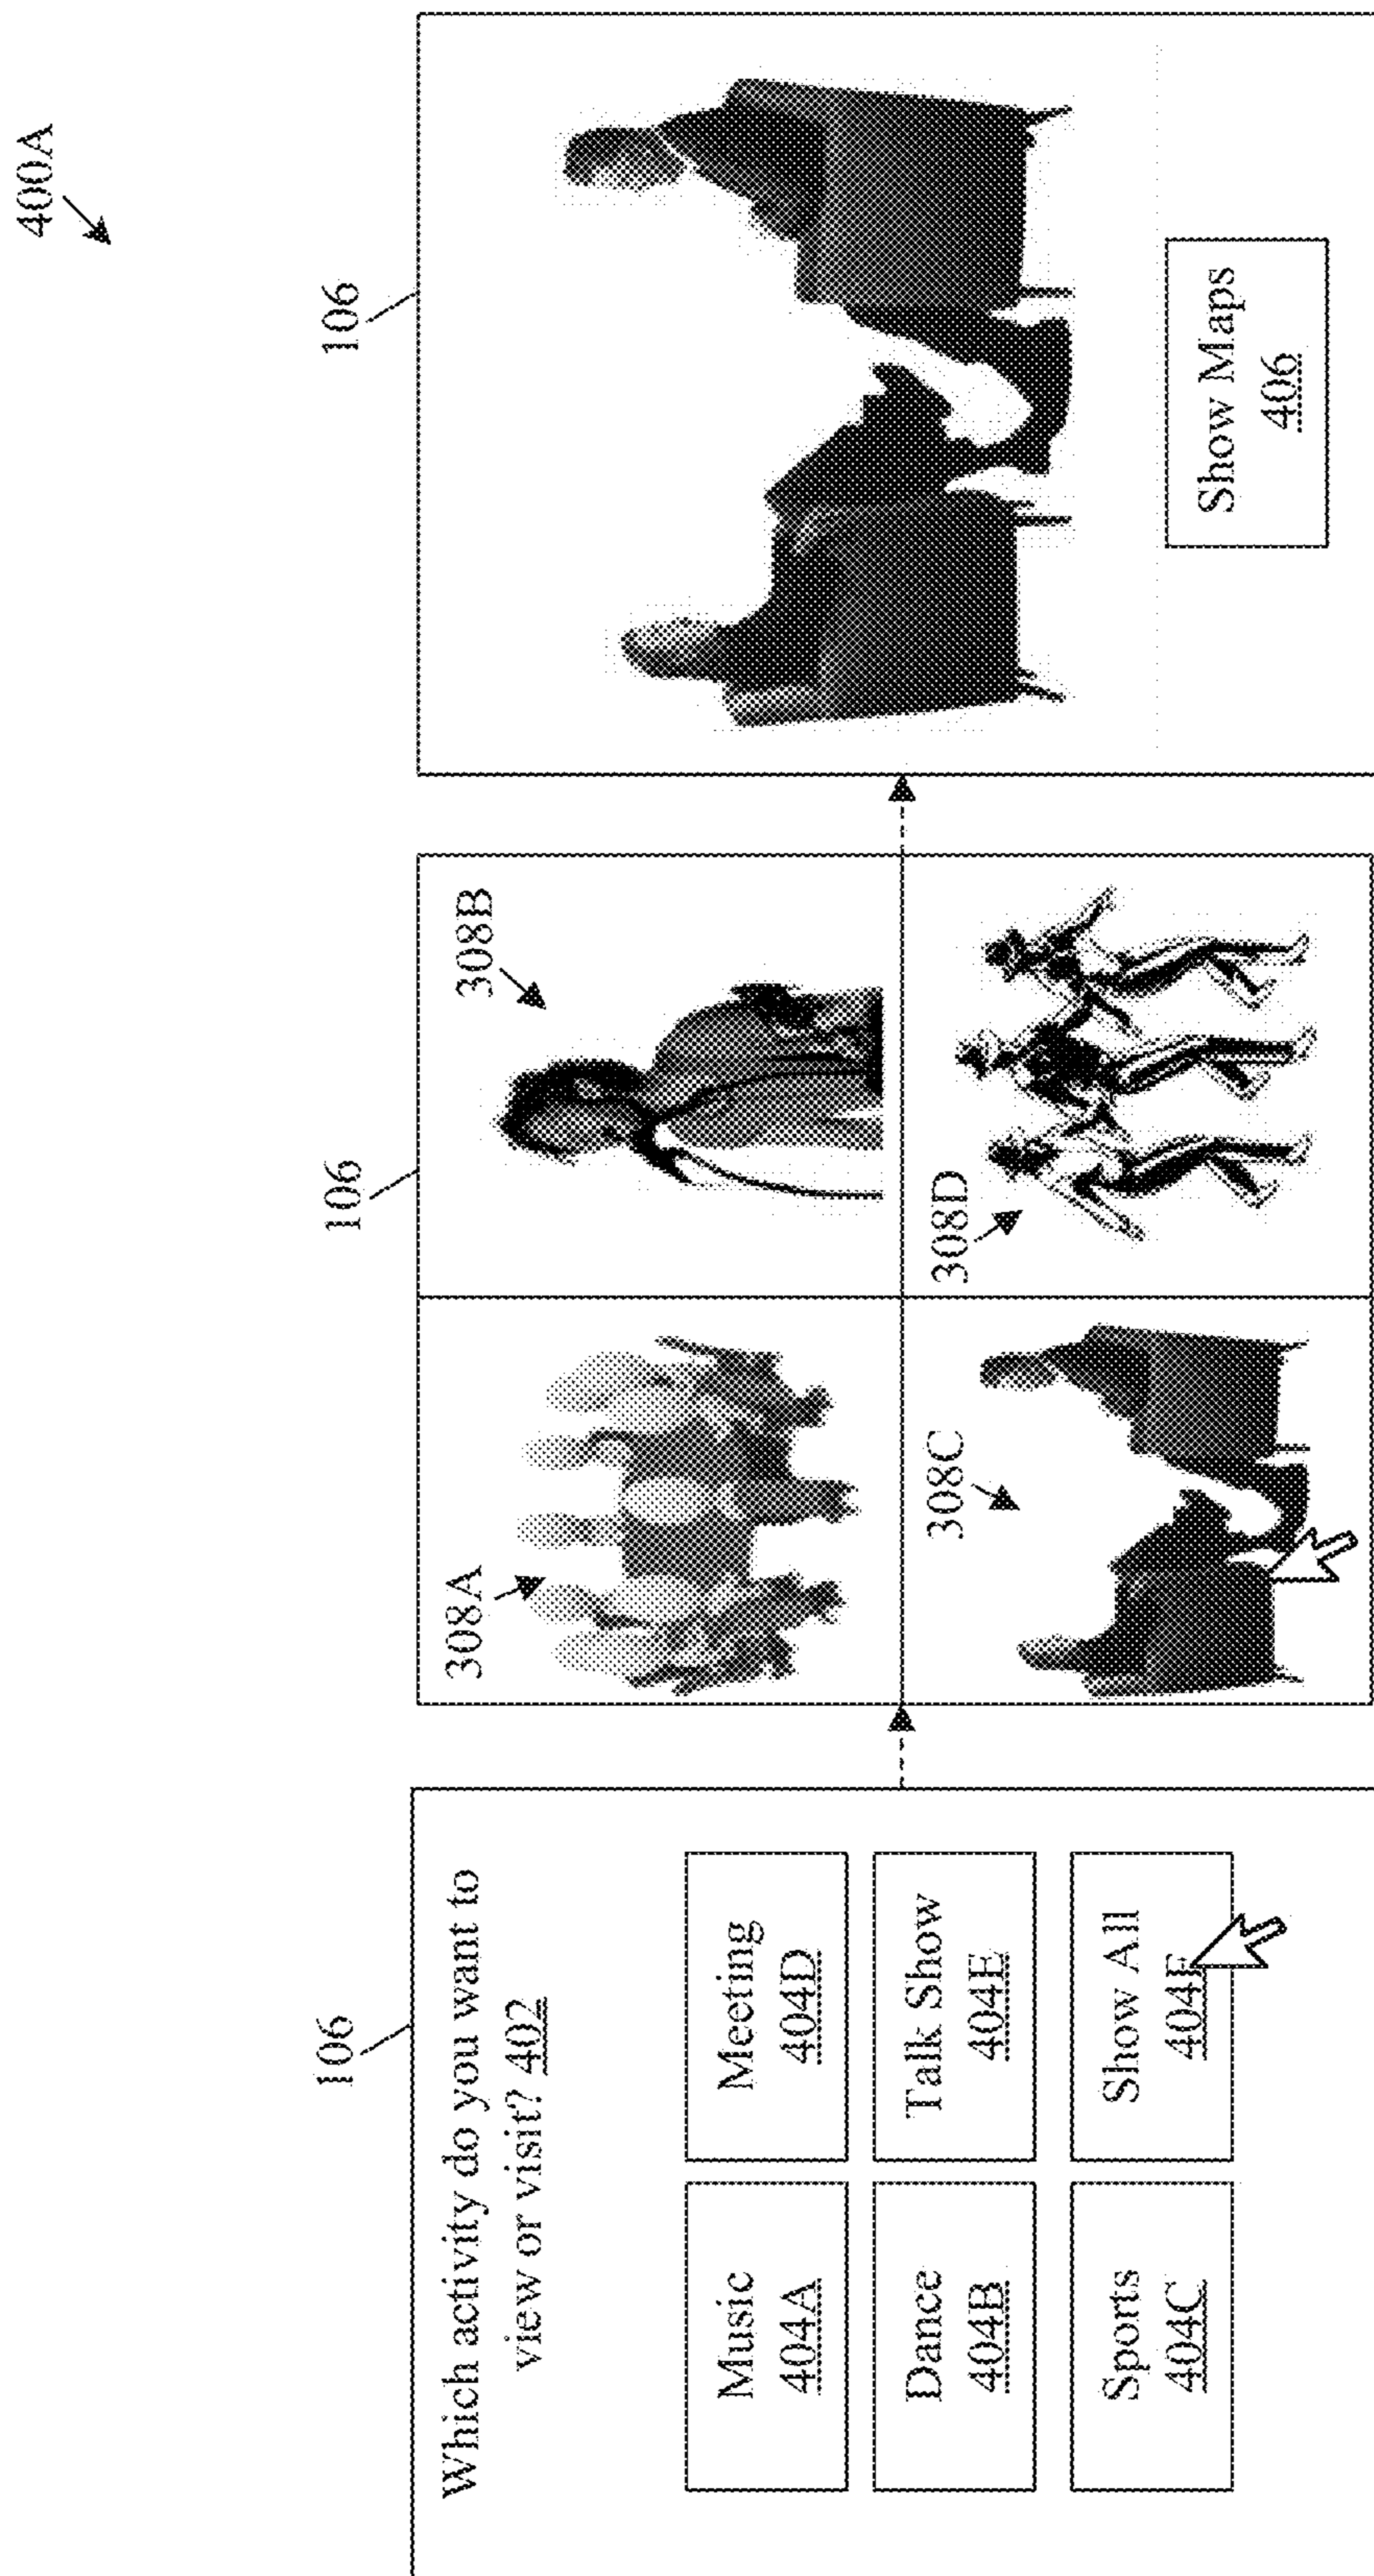 400A
106
Which activity do you want to
view or visit? 402
Music
404A
Meeting
404D
Dance
404B
Talk Show
404E
Sports
404C
Show All
404F
106
308A
308B
308C
308D
106
Show Maps
406